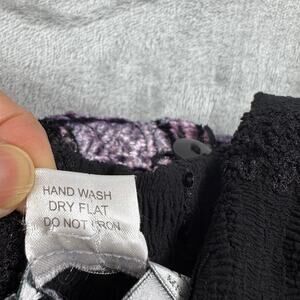 HAND WASH
DRY FLAT
DO NOT IRON